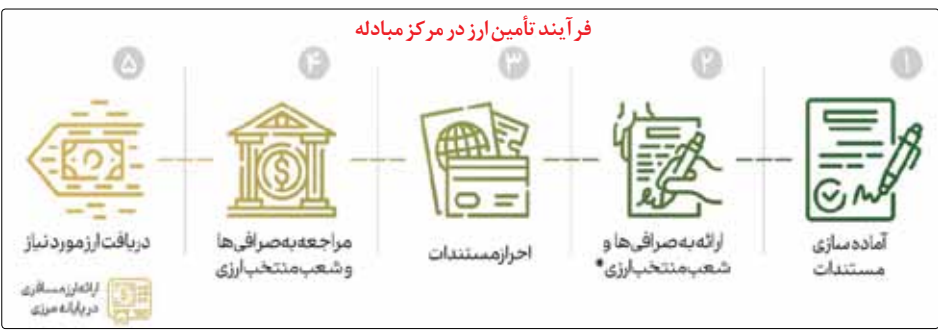 فرآیند تأمین ارز در مرکز مبادله
۱
آماده‌سازی
مستندات
۲
ارائه به صرافی‌ها و
شعب منتخب ارزی*
۳
احراز مستندات
۴
مراجعه به صرافی‌ها
و شعب منتخب ارزی
۵
دریافت ارز مورد نیاز
ارائه ارز مسافری
در پایانه مرزی